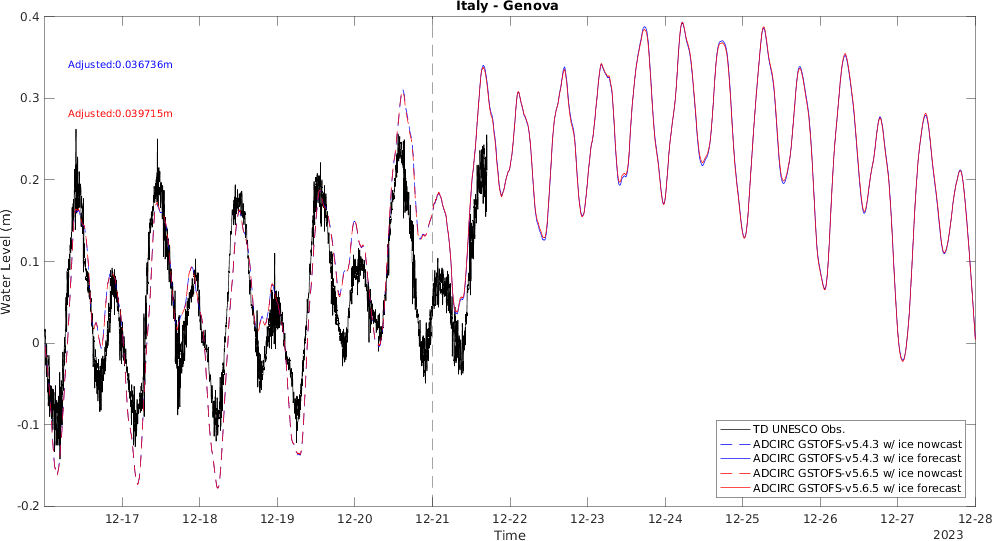 Italy - Genova
Adjusted:0.036736m
Adjusted:0.039715m
Water Level (m)
0.4
0.3
0.2
0.1
0
-0.1
-0.2
TD UNESCO Obs.
ADCIRC GSTOFS-v5.4.3 w/ ice nowcast
ADCIRC GSTOFS-v5.4.3 w/ ice forecast
ADCIRC GSTOFS-v5.6.5 w/ ice nowcast
ADCIRC GSTOFS-v5.6.5 w/ ice forecast
12-17 12-18 12-19 12-20 12-21 12-22 12-23 12-24 12-25 12-26 12-27 12-28
Time
2023